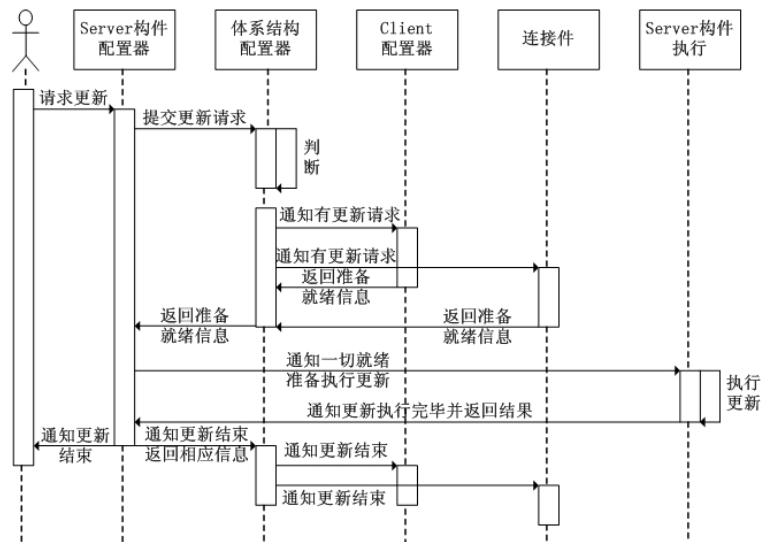 Server构件
配置器
体系结构
配置器
Client
配置器
连接件
Server构件
执行
请求更新
提交更新请求
判
断
通知有更新请求
通知有更新请求
返回准备
就绪信息
返回准备
就绪信息
返回准备
就绪信息
通知一切就绪
准备执行更新
执行
更新
通知更新执行完毕并返回结果
通知更新
结束
通知更新结束
返回相应信息
通知更新结束
通知更新结束